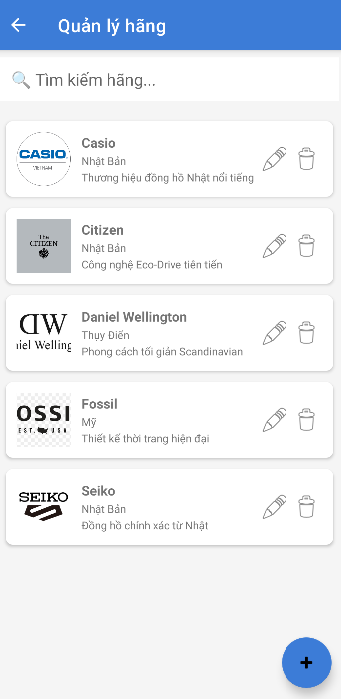 Quản lý hãng
Tìm kiếm hãng...
CASIO
VIETNAM
Casio
Nhật Bản
Thương hiệu đồng hồ Nhật nổi tiếng
The
CITIZEN
Citizen
Nhật Bản
Công nghệ Eco-Drive tiên tiến
DW
iel Welling
Daniel Wellington
Thụy Điển
Phong cách tối giản Scandinavian
OSSI
EST. USA
Fossil
Mỹ
Thiết kế thời trang hiện đại
SEIKO
Seiko
Nhật Bản
Đồng hồ chính xác từ Nhật
+